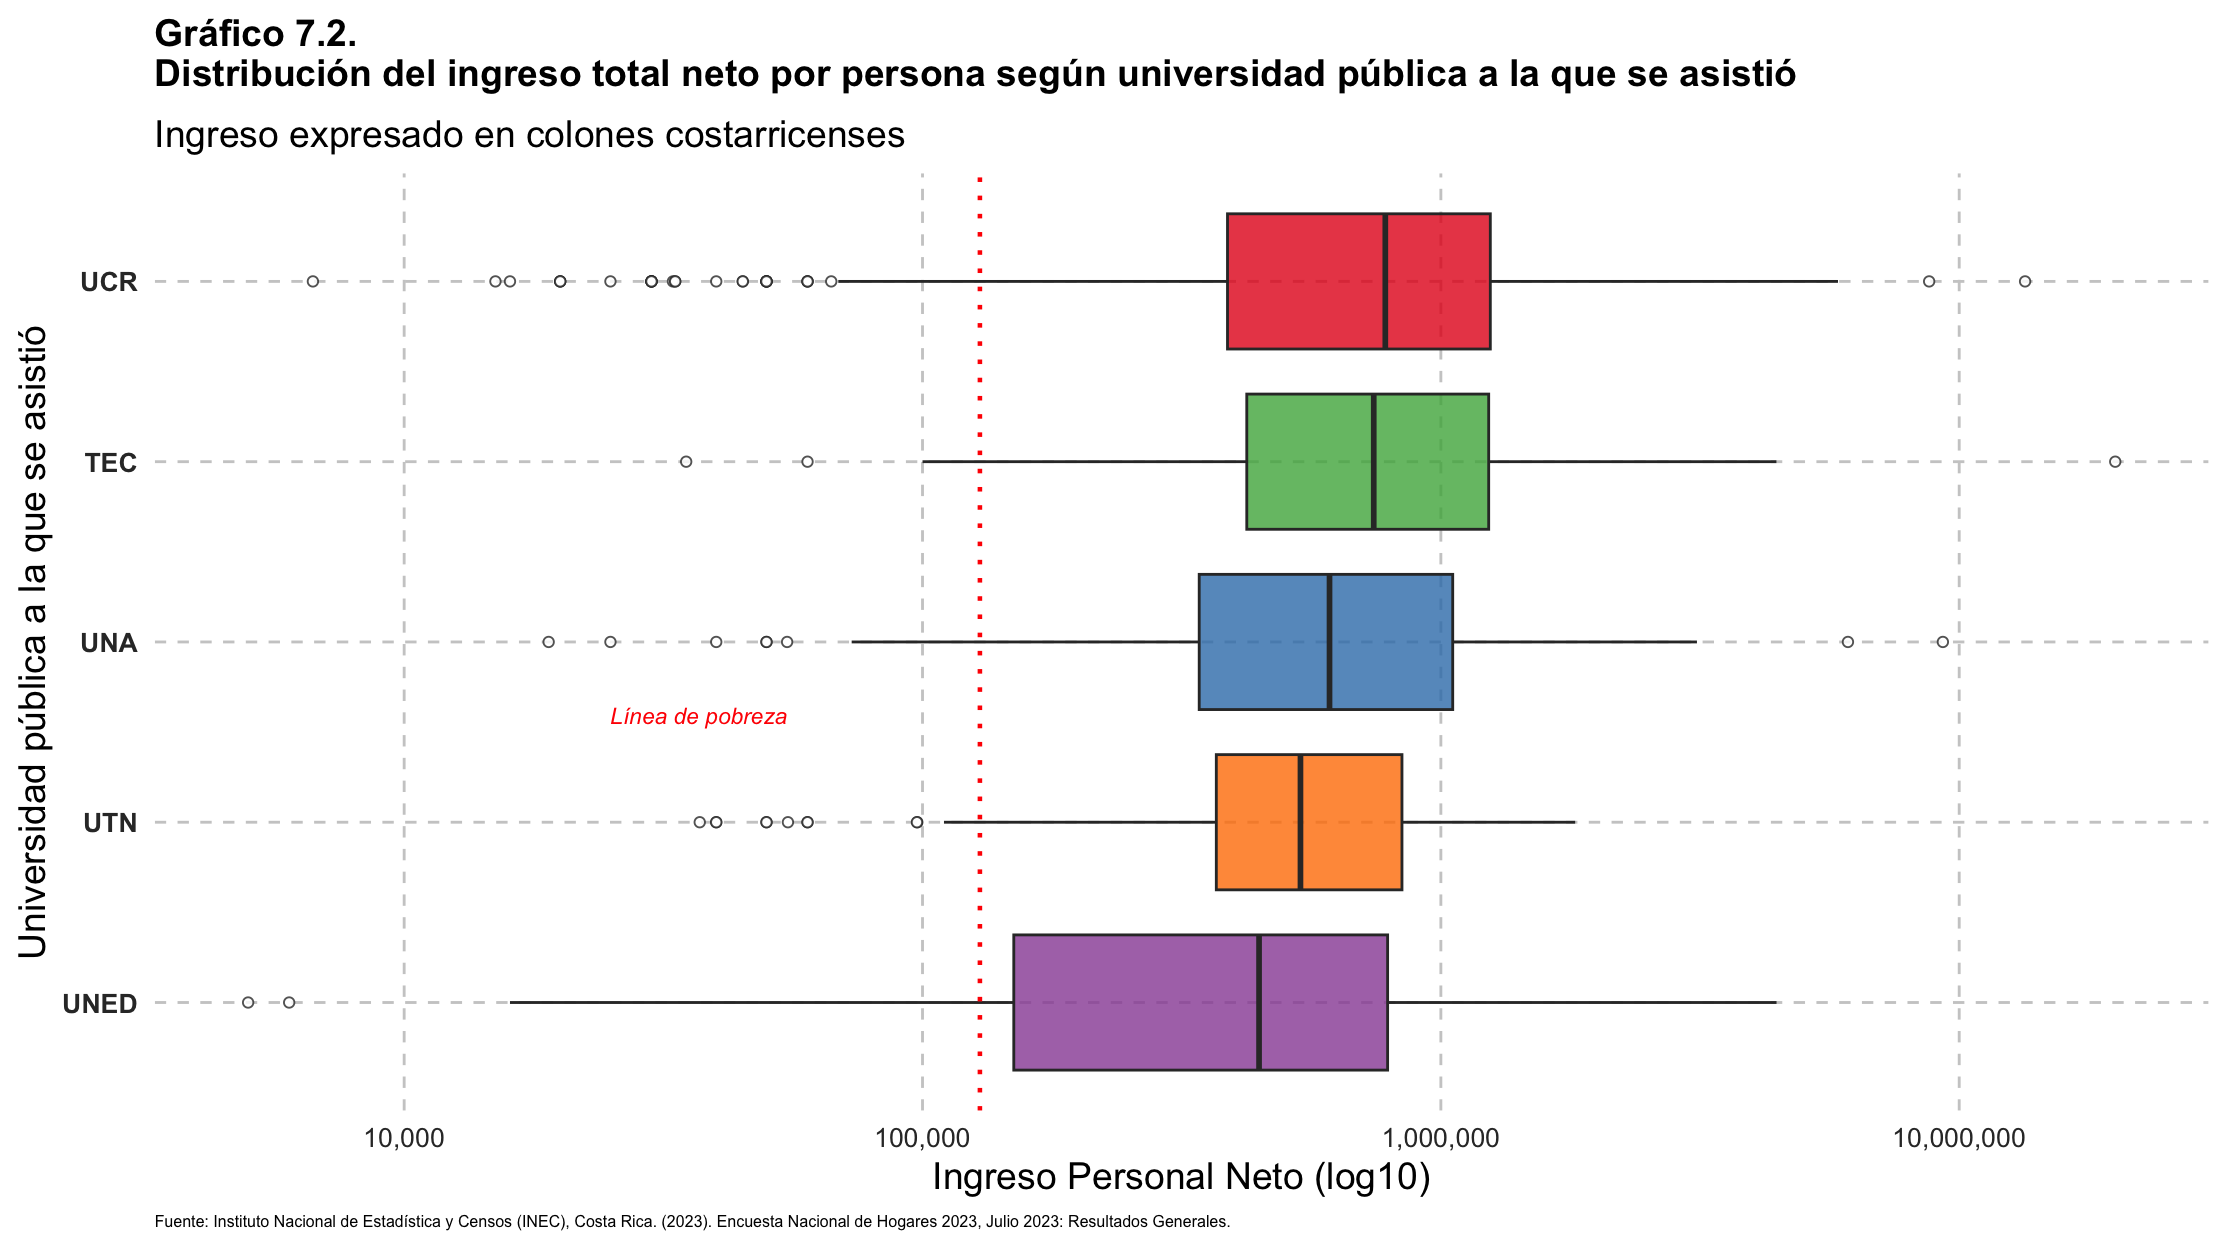 Gráfico 7.2.
Distribución del ingreso total neto por persona según universidad pública a la que se asistió
Ingreso expresado en colones costarricenses
Universidad pública a la que se asistió
UCR
TEC
UNA
Línea de pobreza
UTN
UNED
10,000 100,000 1,000,000 10,000,000
Ingreso Personal Neto (log10)
Fuente: Instituto Nacional de Estadística y Censos (INEC), Costa Rica. (2023). Encuesta Nacional de Hogares 2023, Julio 2023: Resultados Generales.